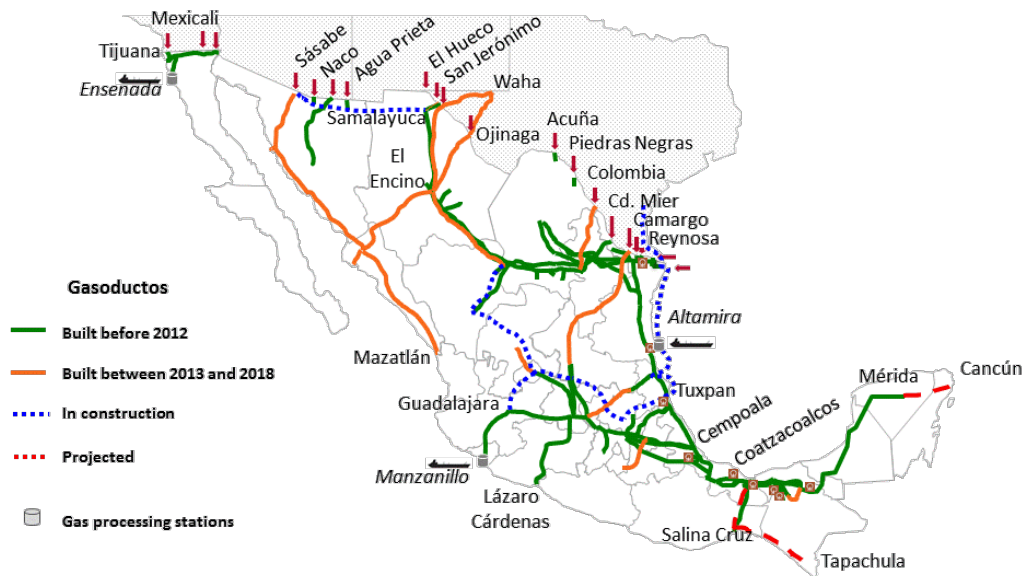 Mexicali
Tijuana
Ensenada
Sásabe
Naco
Agua Prieta
El Hueco
San Jerónimo
Waha
Samalayuca
Ojinaga
El
Encino
Acuña
Piedras Negras
Colombia
Cd. Mier
Camargo
Reynosa
Gasoductos
Built before 2012
Built between 2013 and 2018
In construction
Projected
Gas processing stations
Altamira
Mazatlán
Guadalajara
Tuxpan
Manzanillo
Lázaro
Cárdenas
Cempoala
Coatzacoalcos
Mérida
Cancún
Salina Cruz
Tapachula